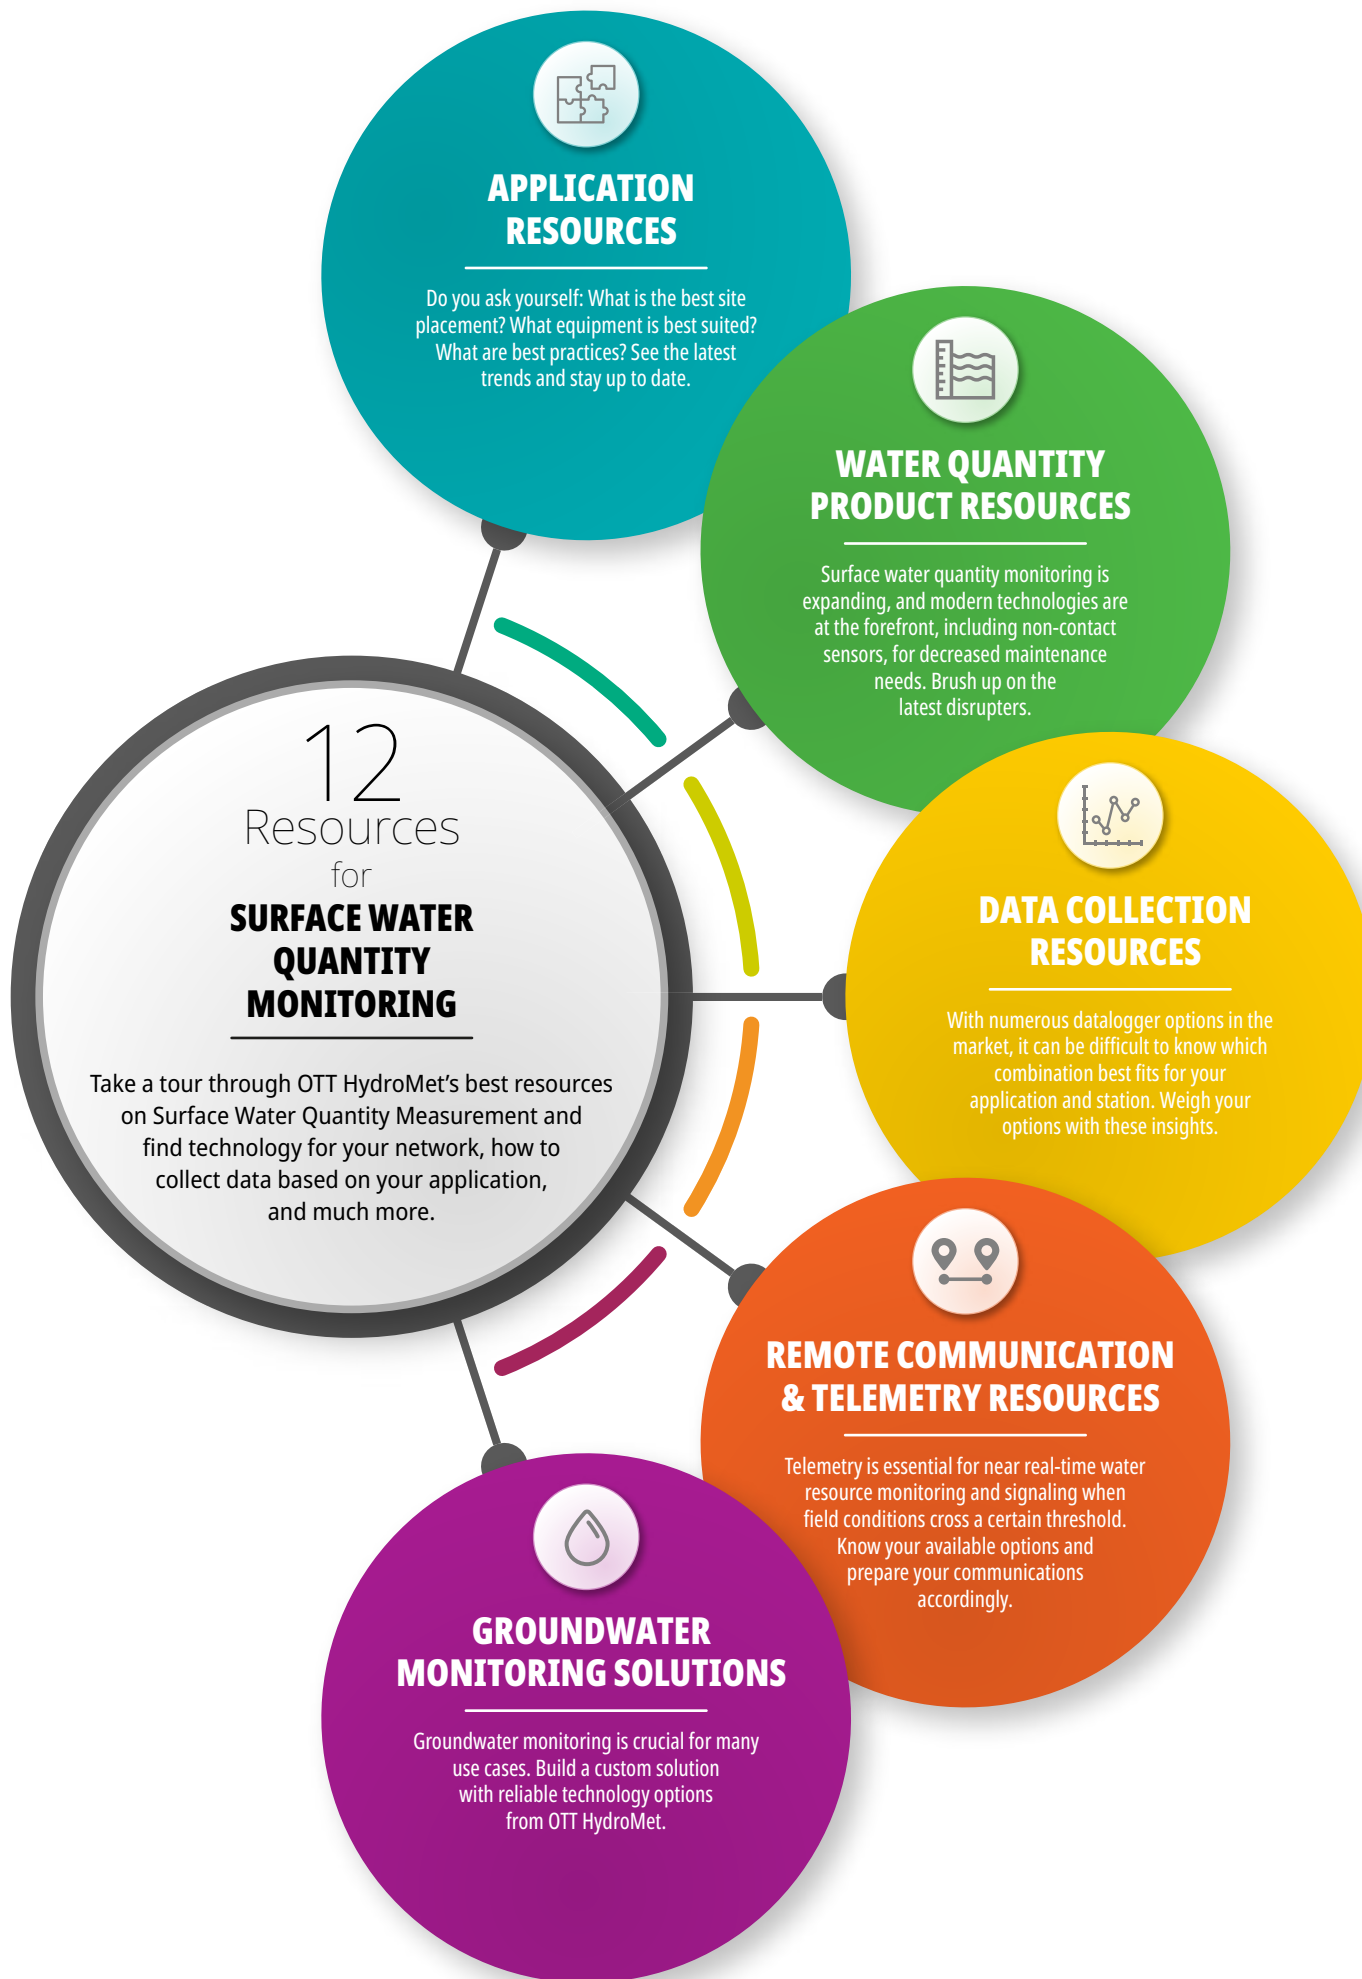 APPLICATION
RESOURCES
Do you ask yourself: What is the best site
placement? What equipment is best suited?
What are best practices? See the latest
trends and stay up to date.
WATER QUANTITY
PRODUCT RESOURCES
Surface water quantity monitoring is
expanding, and modern technologies are
at the forefront, including non-contact
sensors, for decreased maintenance
needs. Brush up on the
latest disrupters.
12
Resources
for
SURFACE WATER
QUANTITY
MONITORING
Take a tour through OTT HydroMet's best resources
on Surface Water Quantity Measurement and
find technology for your network, how to
collect data based on your application,
and much more.
DATA COLLECTION
RESOURCES
With numerous datalogger options in the
market, it can be difficult to know which
combination best fits for your
application and station. Weigh your
options with these insights.
REMOTE COMMUNICATION
& TELEMETRY RESOURCES
Telemetry is essential for near real-time water
resource monitoring and signaling when
field conditions cross a certain threshold.
Know your available options and
prepare your communications
accordingly.
GROUNDWATER
MONITORING SOLUTIONS
Groundwater monitoring is crucial for many
use cases. Build a custom solution
with reliable technology options
from OTT HydroMet.